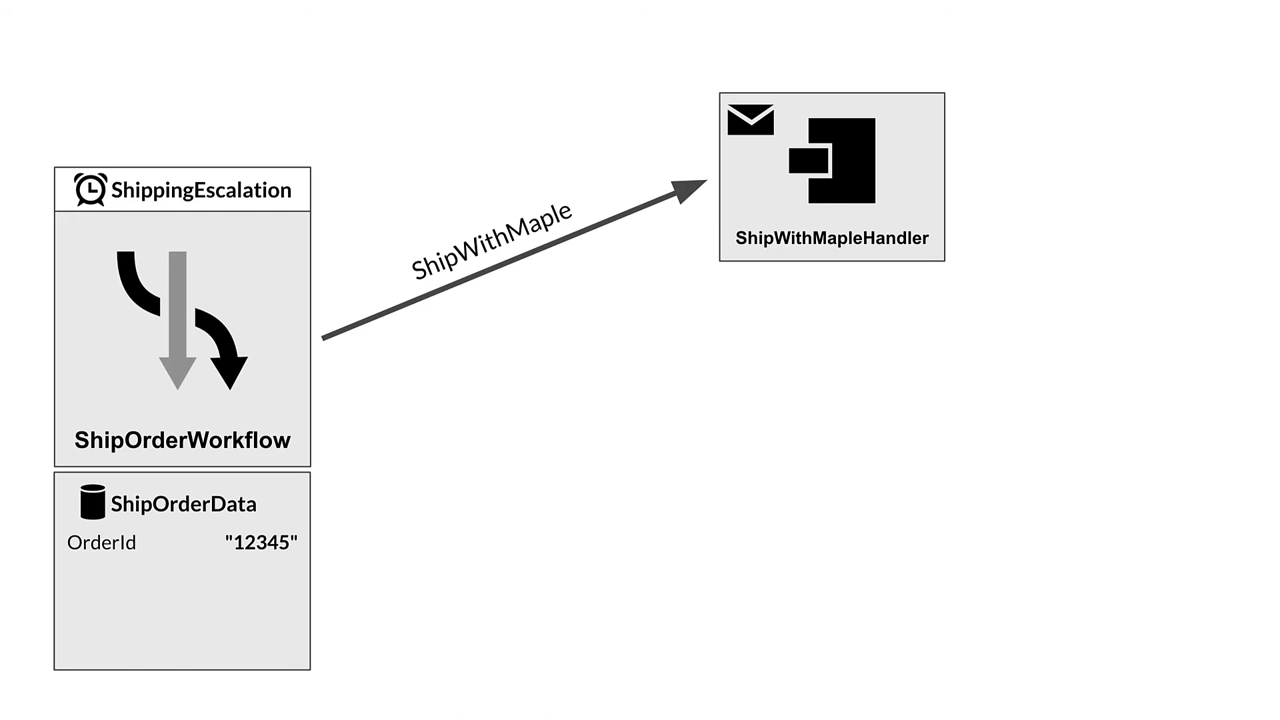 ShippingEscalation
ShipOrderWorkflow
ShipOrderData
OrderId "12345"
ShipWithMaple
ShipWithMapleHandler